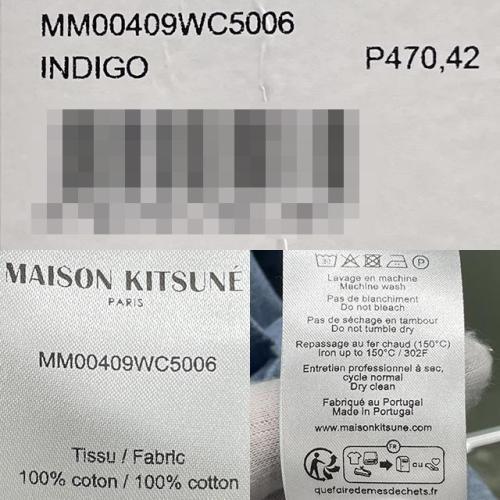 MM00409WC5006
INDIGO
P470,42
MAISON KITSUNÉ
PARIS
MM00409WC5006
Tissu / Fabric
100% coton / 100% cotton
Lavage en machine
Machine wash
Pas de blanchiment
Do not bleach
Pas de séchage en tambour
Do not tumble dry
Repassage au fer chaud (150°C)
Iron up to 150°C / 302F
Entretien professionnel à sec,
cycle normal
Dry clean
Fabriqué au Portugal
Made in Portugal
www.maisonkitsune.com
FR
ou
quefairedemesdechets.fr